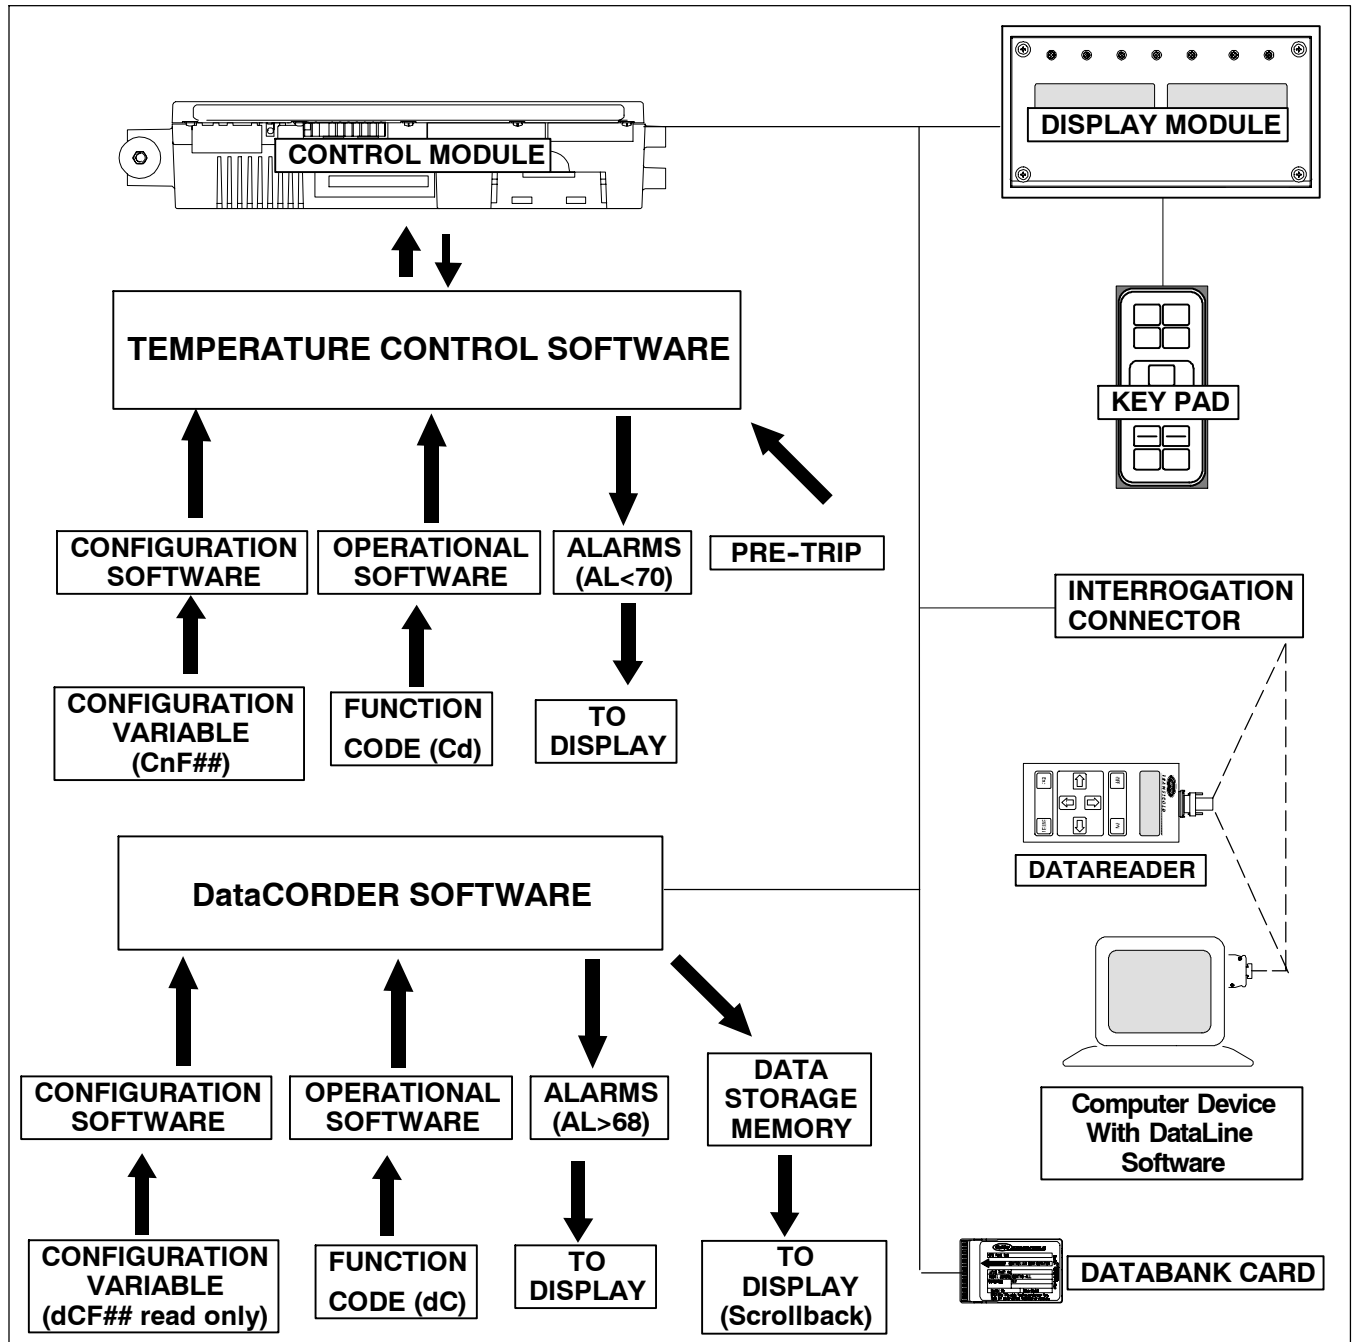 CONTROL MODULE
DISPLAY MODULE
TEMPERATURE CONTROL SOFTWARE
KEY PAD
CONFIGURATION
SOFTWARE
OPERATIONAL
SOFTWARE
ALARMS
(AL<70)
PRE-TRIP
INTERROGATION
CONNECTOR
CONFIGURATION
VARIABLE
(CnF##)
FUNCTION
CODE (Cd)
TO
DISPLAY
DATAREADER
DataCORDER SOFTWARE
CONFIGURATION
SOFTWARE
OPERATIONAL
SOFTWARE
ALARMS
(AL>68)
DATA
STORAGE
MEMORY
Computer Device
With DataLine
Software
CONFIGURATION
VARIABLE
(dCF## read only)
FUNCTION
CODE (dC)
TO
DISPLAY
TO
DISPLAY
(Scrollback)
DATABANK CARD